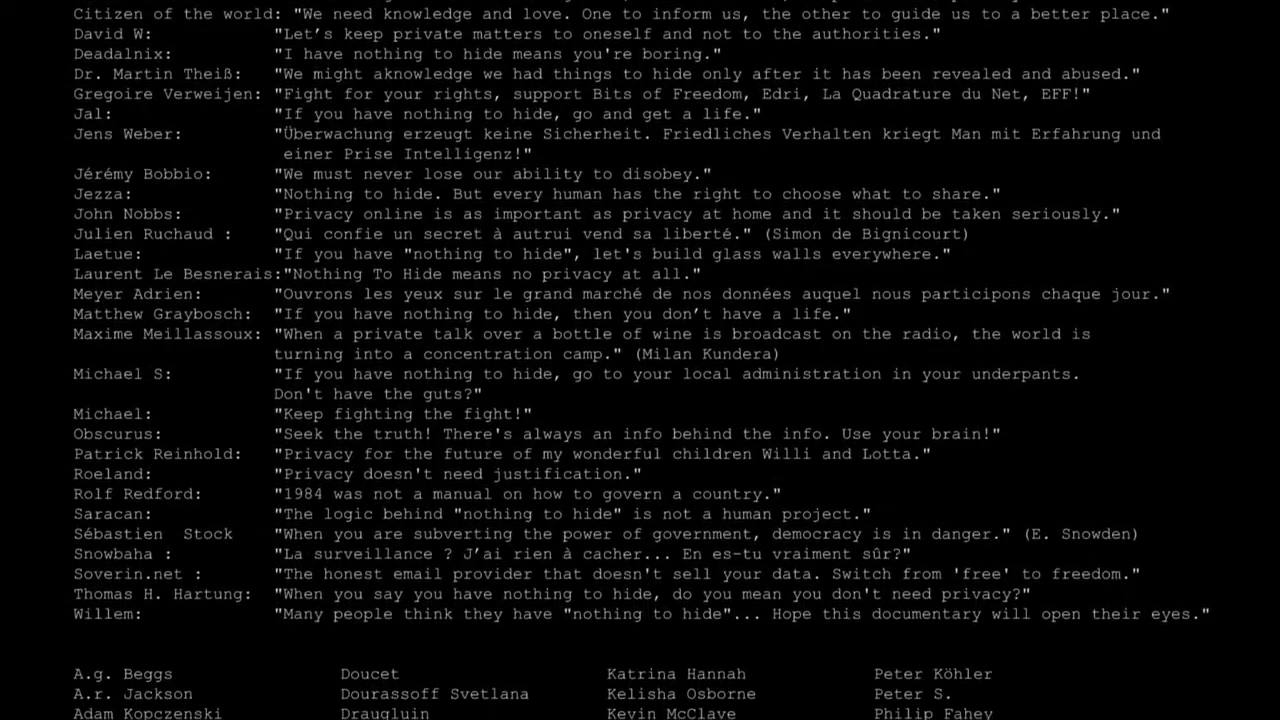 Citizen of the world: "We need knowledge and love. One to inform us, the other to guide us to a better place."
David W: "Let’s keep private matters to oneself and not to the authorities."
Deadalnix: "I have nothing to hide means you're boring."
Dr. Martin Theiß: "We might aknowledge we had things to hide only after it has been revealed and abused."
Gregoire Verweijen: "Fight for your rights, support Bits of Freedom, Edri, La Quadrature du Net, EFF!"
Jal: "If you have nothing to hide, go and get a life."
Jens Weber: "Überwachung erzeugt keine Sicherheit. Friedliches Verhalten kriegt Man mit Erfahrung und
einer Prise Intelligenz!"
Jérémy Bobbio: "We must never lose our ability to disobey."
Jezza: "Nothing to hide. But every human has the right to choose what to share."
John Nobbs: "Privacy online is as important as privacy at home and it should be taken seriously."
Julien Ruchaud : "Qui confie un secret à autrui vend sa liberté." (Simon de Bignicourt)
Laetue: "If you have "nothing to hide", let's build glass walls everywhere."
Laurent Le Besnerais:"Nothing To Hide means no privacy at all."
Meyer Adrien: "Ouvrons les yeux sur le grand marché de nos données auquel nous participons chaque jour."
Matthew Graybosch: "If you have nothing to hide, then you don’t have a life."
Maxime Meillassoux: "When a private talk over a bottle of wine is broadcast on the radio, the world is
turning into a concentration camp." (Milan Kundera)
Michael S: "If you have nothing to hide, go to your local administration in your underpants.
Don't have the guts?"
Michael: "Keep fighting the fight!"
Obscurus: "Seek the truth! There's always an info behind the info. Use your brain!"
Patrick Reinhold: "Privacy for the future of my wonderful children Willi and Lotta."
Roeland: "Privacy doesn't need justification."
Rolf Redford: "1984 was not a manual on how to govern a country."
Saracan: "The logic behind "nothing to hide" is not a human project."
Sébastien Stock "When you are subverting the power of government, democracy is in danger." (E. Snowden)
Snowbaha : "La surveillance ? J’ai rien à cacher... En es-tu vraiment sûr?"
Soverin.net : "The honest email provider that doesn't sell your data. Switch from 'free' to freedom."
Thomas H. Hartung: "When you say you have nothing to hide, do you mean you don't need privacy?"
Willem: "Many people think they have "nothing to hide"... Hope this documentary will open their eyes."
A.g. Beggs Doucet Katrina Hannah Peter Köhler
A.r. Jackson Dourassoff Svetlana Kelisha Osborne Peter S.
Adam Kopczenski Draugluin Kevin McClave Philip Fahey